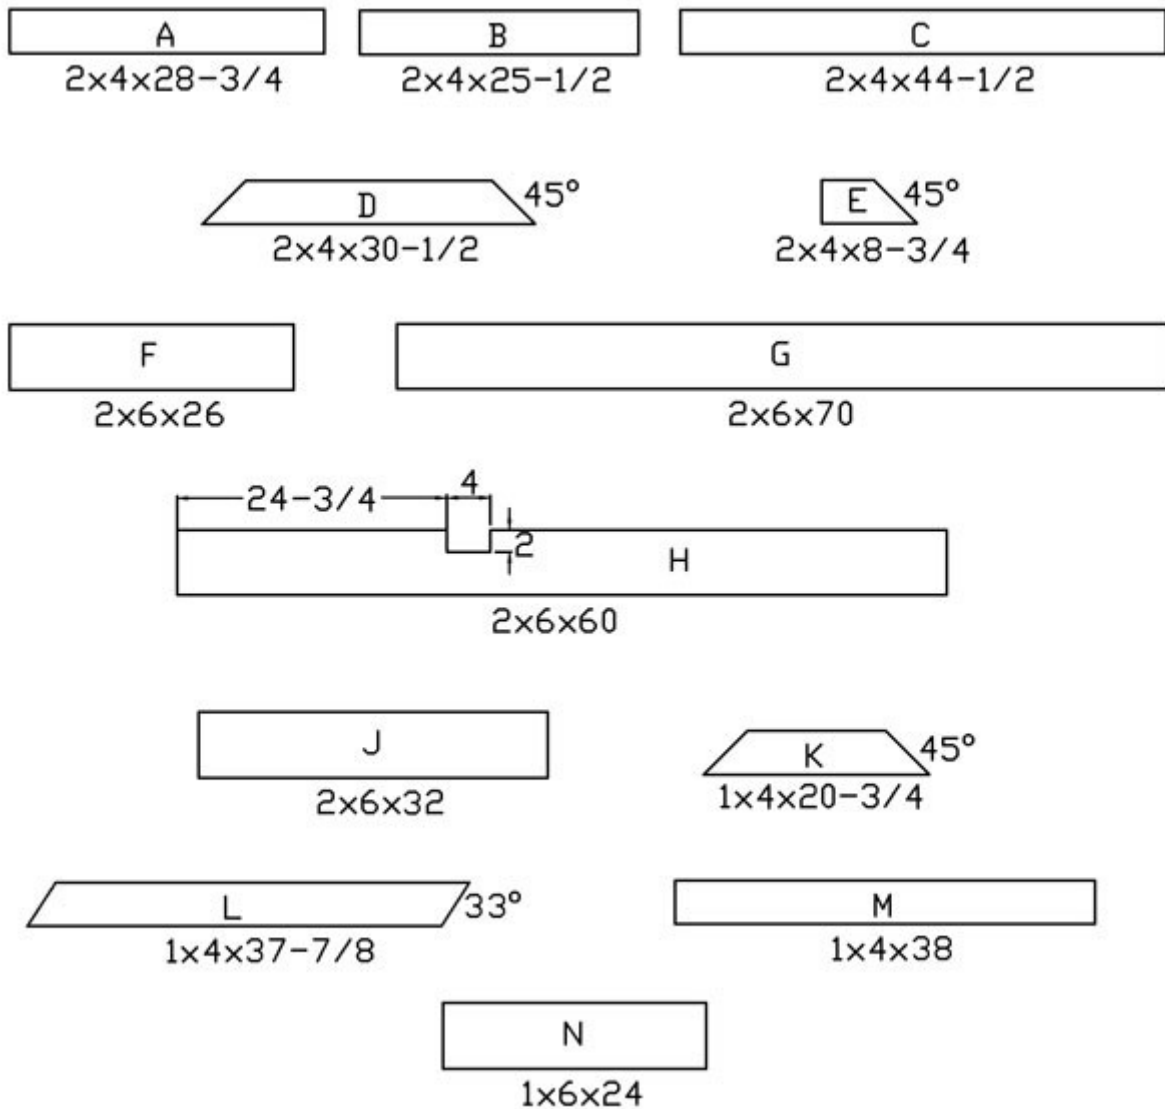 A
2x4x28-3/4
B
2x4x25-1/2
C
2x4x44-1/2
D
45°
2x4x30-1/2
E
45°
2x4x8-3/4
F
2x6x26
G
2x6x70
24-3/4
4
2
H
2x6x60
J
2x6x32
K
45°
1x4x20-3/4
L
33°
1x4x37-7/8
M
1x4x38
N
1x6x24